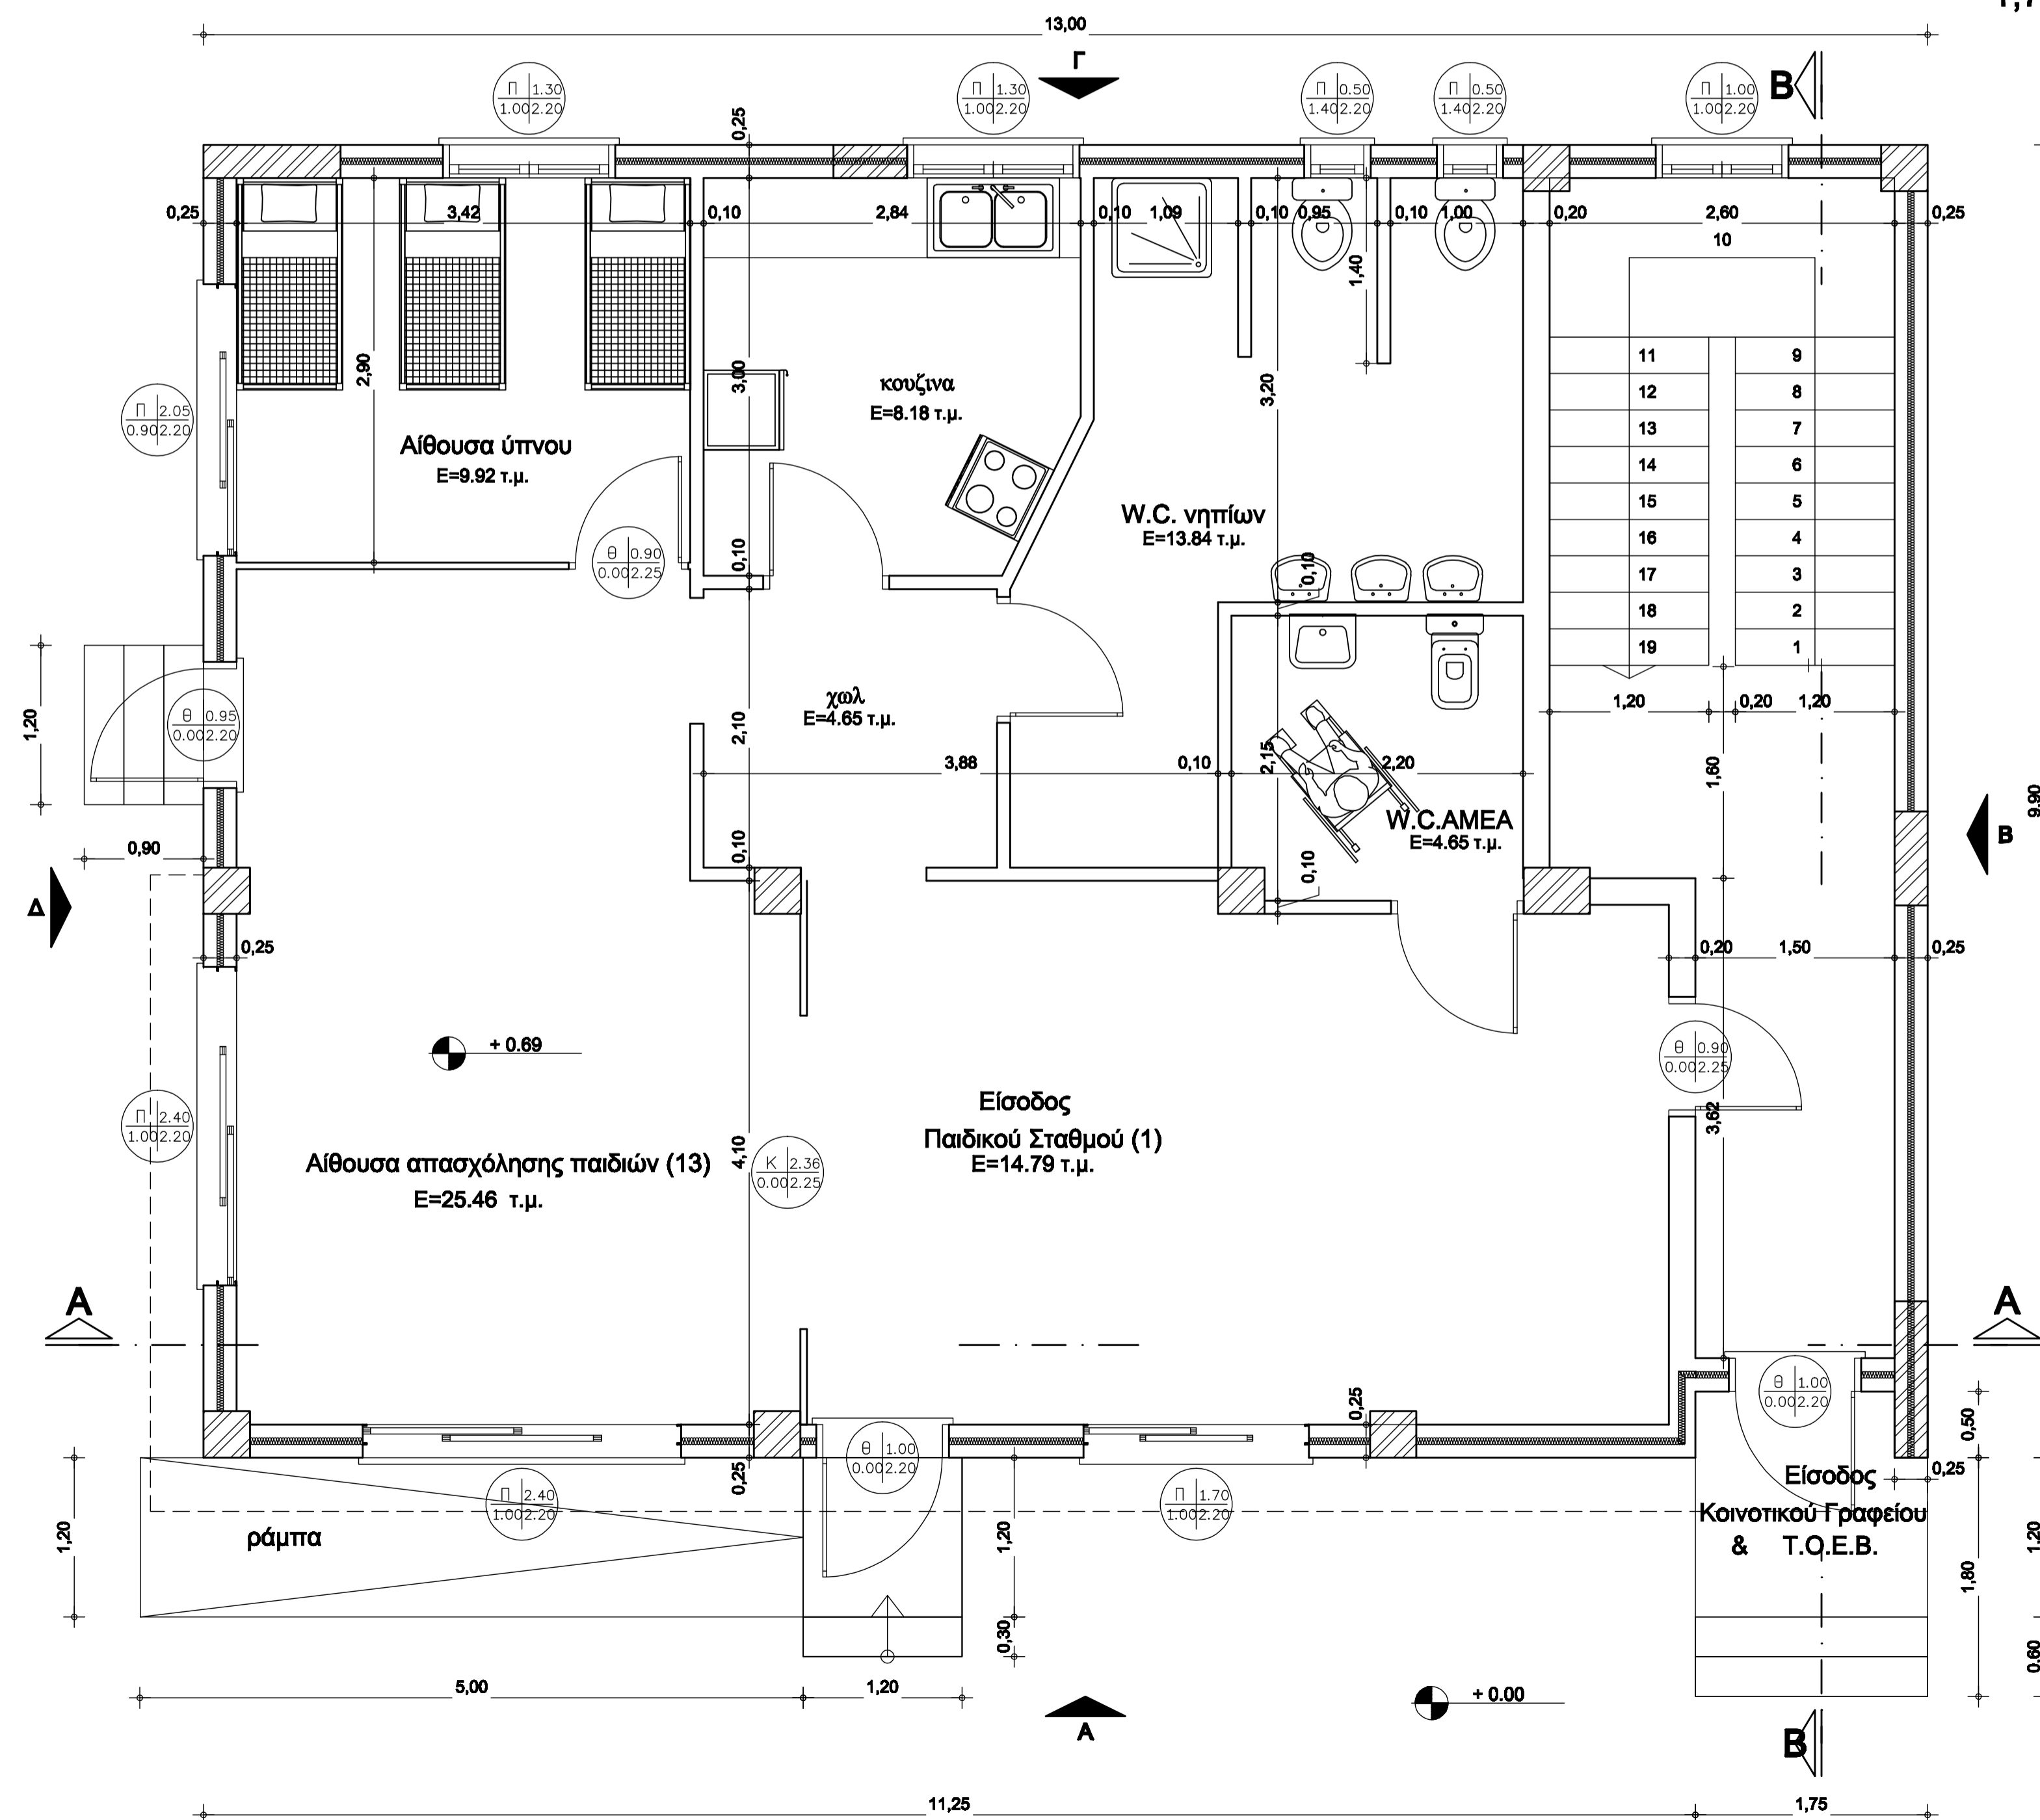 13,00
Γ
Π 1.30
1.00 2.20
Π 1.30
1.00 2.20
Π 0.50
1.40 2.20
Π 0.50
1.40 2.20
Π 1.00
1.00 2.20
B
0,25
0,25
3,42
0,10
2,84
0,10
1,09
0,10
0,95
0,10
1,00
0,20
2,60
0,25
10
1,40
2,90
3,00
3,20
κουζινα
Ε=8.18 τ.μ.
11
9
12
8
13
7
14
6
15
5
16
4
17
3
18
2
19
1
Π 2.05
0.90 2.20
Αίθουσα ύπνου
Ε=9.92 τ.μ.
W.C. νηπίων
Ε=13.84 τ.μ.
θ 0.90
0.00 2.25
0,10
0,10
1,20
θ 0.95
0.00 2.20
χωλ
Ε=4.65 τ.μ.
2,10
1,20
0,20
1,20
3,88
0,10
2,15
2,20
1,60
9,90
W.C.ΑΜΕΑ
Ε=4.65 τ.μ.
B
0,90
0,10
0,10
Δ
0,25
0,20
1,50
0,25
+ 0.69
θ 0.90
0.00 2.25
Π 2.40
1.00 2.20
Είσοδος
Παιδικού Σταθμού (1)
Ε=14.79 τ.μ.
3,62
Αίθουσα απασχόλησης παιδιών (13)
Ε=25.46 τ.μ.
4,10
Κ 2.36
0.00 2.25
A
A
θ 1.00
0.00 2.20
0,25
0,50
θ 1.00
0.00 2.20
0,25
0,25
Είσοδος
Κοινοτικού Γραφείου
& Τ.Ο.Ε.Β.
Π 2.40
1.00 2.20
Π 1.70
1.00 2.20
ράμπα
1,20
1,20
1,20
1,80
0,30
0,60
5,00
1,20
+ 0.00
A
B
11,25
1,75